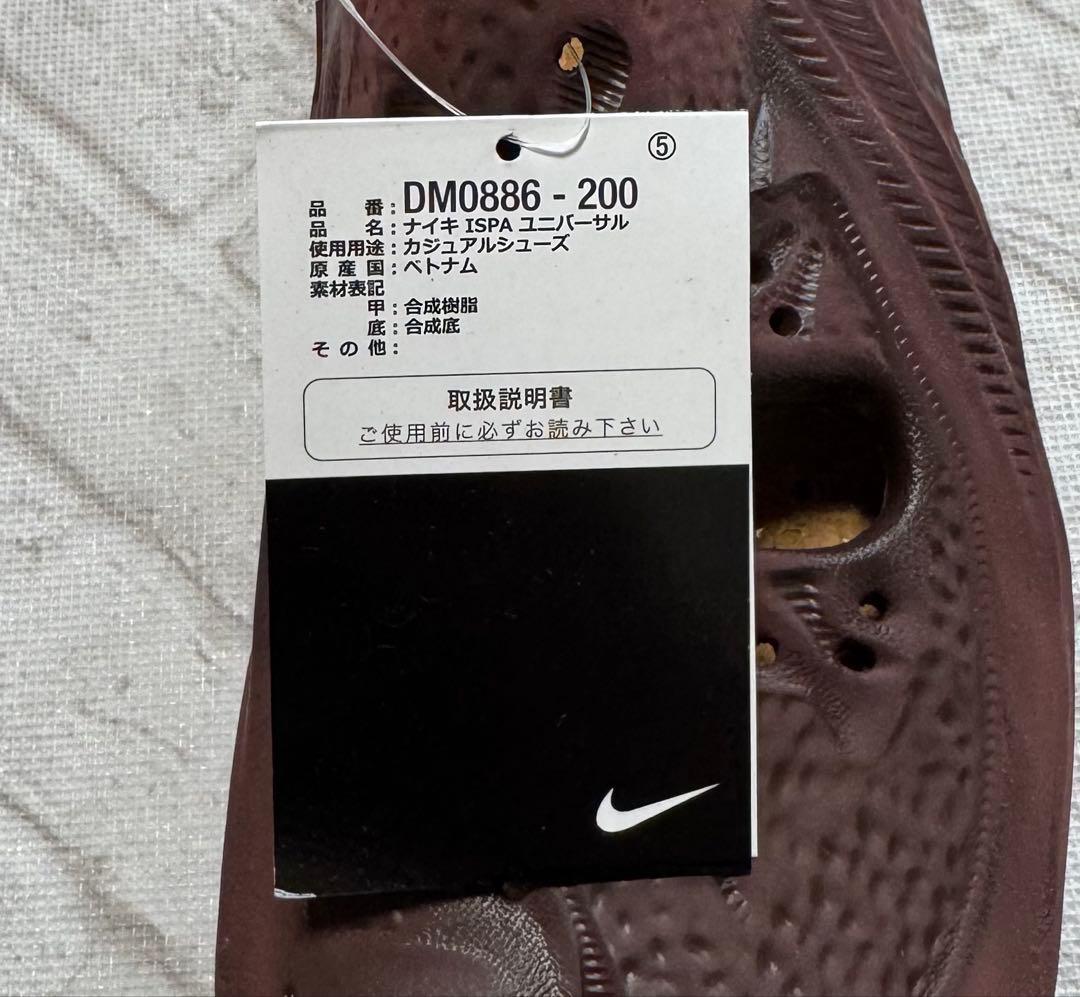 ⑤
品 番:DM0886 - 200
品 名:ナイキ ISPA ユニバーサル
使用用途:カジュアルシューズ
原産国:ベトナム
素材表記
甲:合成樹脂
底:合成底
その他:
取扱説明書
ご使用前に必ずお読み下さい